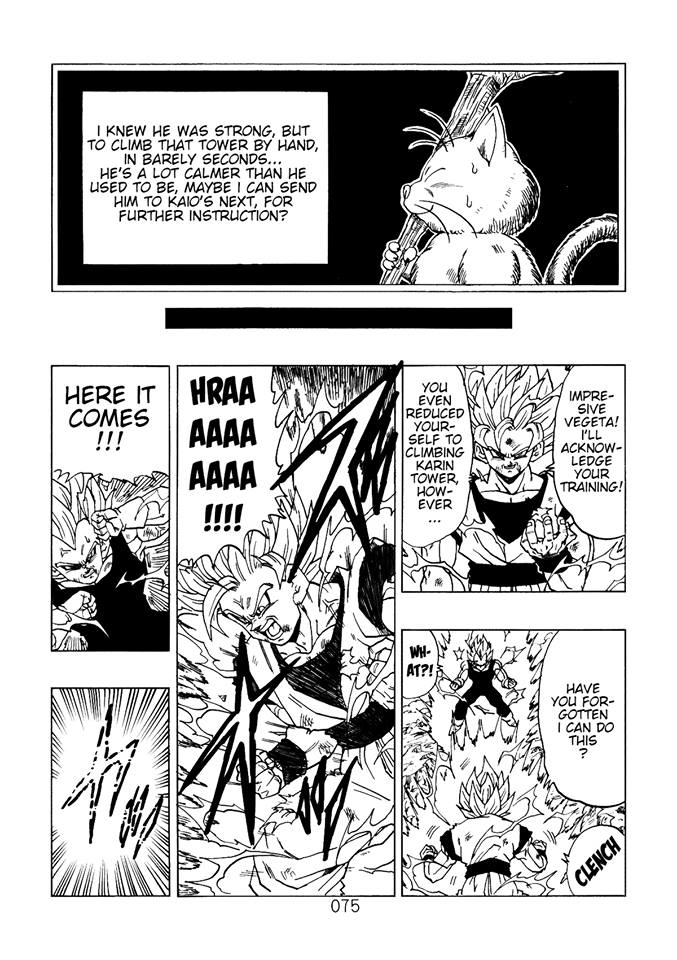 I KNEW HE WAS STRONG, BUT
TO CLIMB THAT TOWER BY HAND,
IN BARELY SECONDS...
HE'S A LOT CALMER THAN HE
USED TO BE, MAYBE I CAN SEND
HIM TO KAIO'S NEXT, FOR
FURTHER INSTRUCTION?
IMPRE-
SIVE
VEGETA!
I'LL
ACKNOW-
LEDGE
YOUR
TRAINING!
YOU
EVEN
REDUCED
YOUR-
SELF TO
CLIMBING
KARIN
TOWER,
HOW-
EVER
...
HAVE
YOU FOR-
GOTTEN
I CAN DO
THIS
?
WH-
AT?!
CLENCH
HRAA
AAAA
AAAA
!!!!
HERE IT
COMES
!!!
075